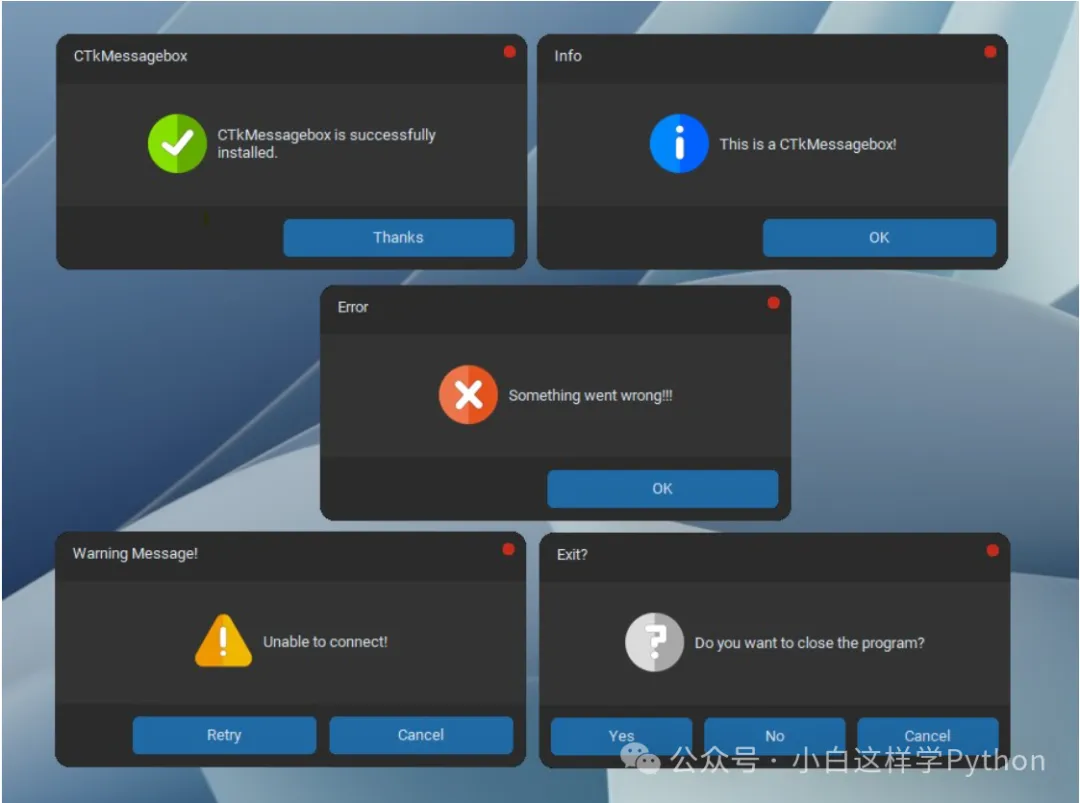 CTkMessagebox
CTkMessagebox is successfully
installed.
Thanks
Info
This is a CTkMessagebox!
OK
Error
Something went wrong!!!
OK
Warning Message!
Unable to connect!
Retry
Cancel
Exit?
Do you want to close the program?
Yes
No
Cancel
公众号 · 小白这样学Python